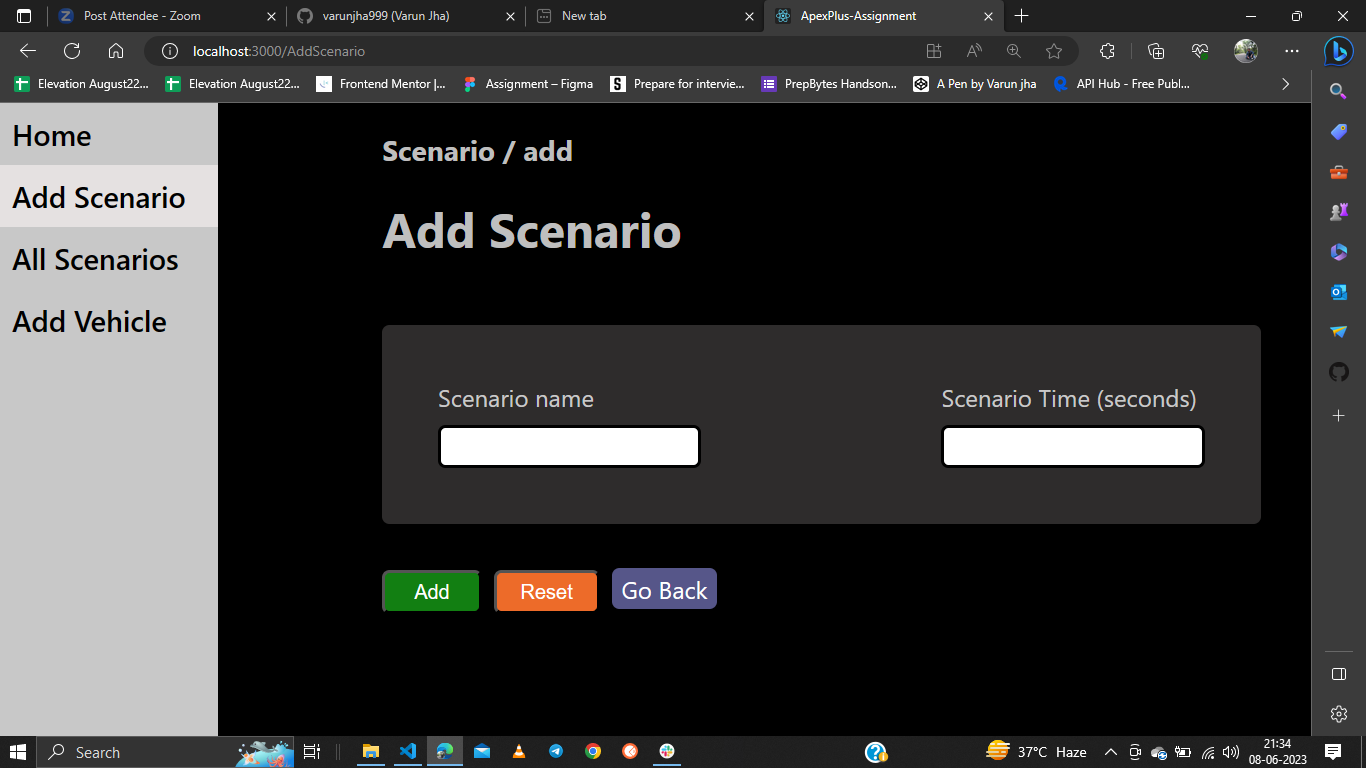 Post Attendee - Zoom
varunjha999 (Varun Jha)
New tab
ApexPlus-Assignment
localhost:3000/AddScenario
Elevation August22...
Elevation August22...
Frontend Mentor |...
Assignment – Figma
Prepare for intervie...
PrepBytes Handson...
A Pen by Varun jha
API Hub - Free Publ...
Home
Add Scenario
All Scenarios
Add Vehicle
Scenario / add
Add Scenario
Scenario name
Scenario Time (seconds)
Add
Reset
Go Back
Search
37°C Haze
21:34
08-06-2023